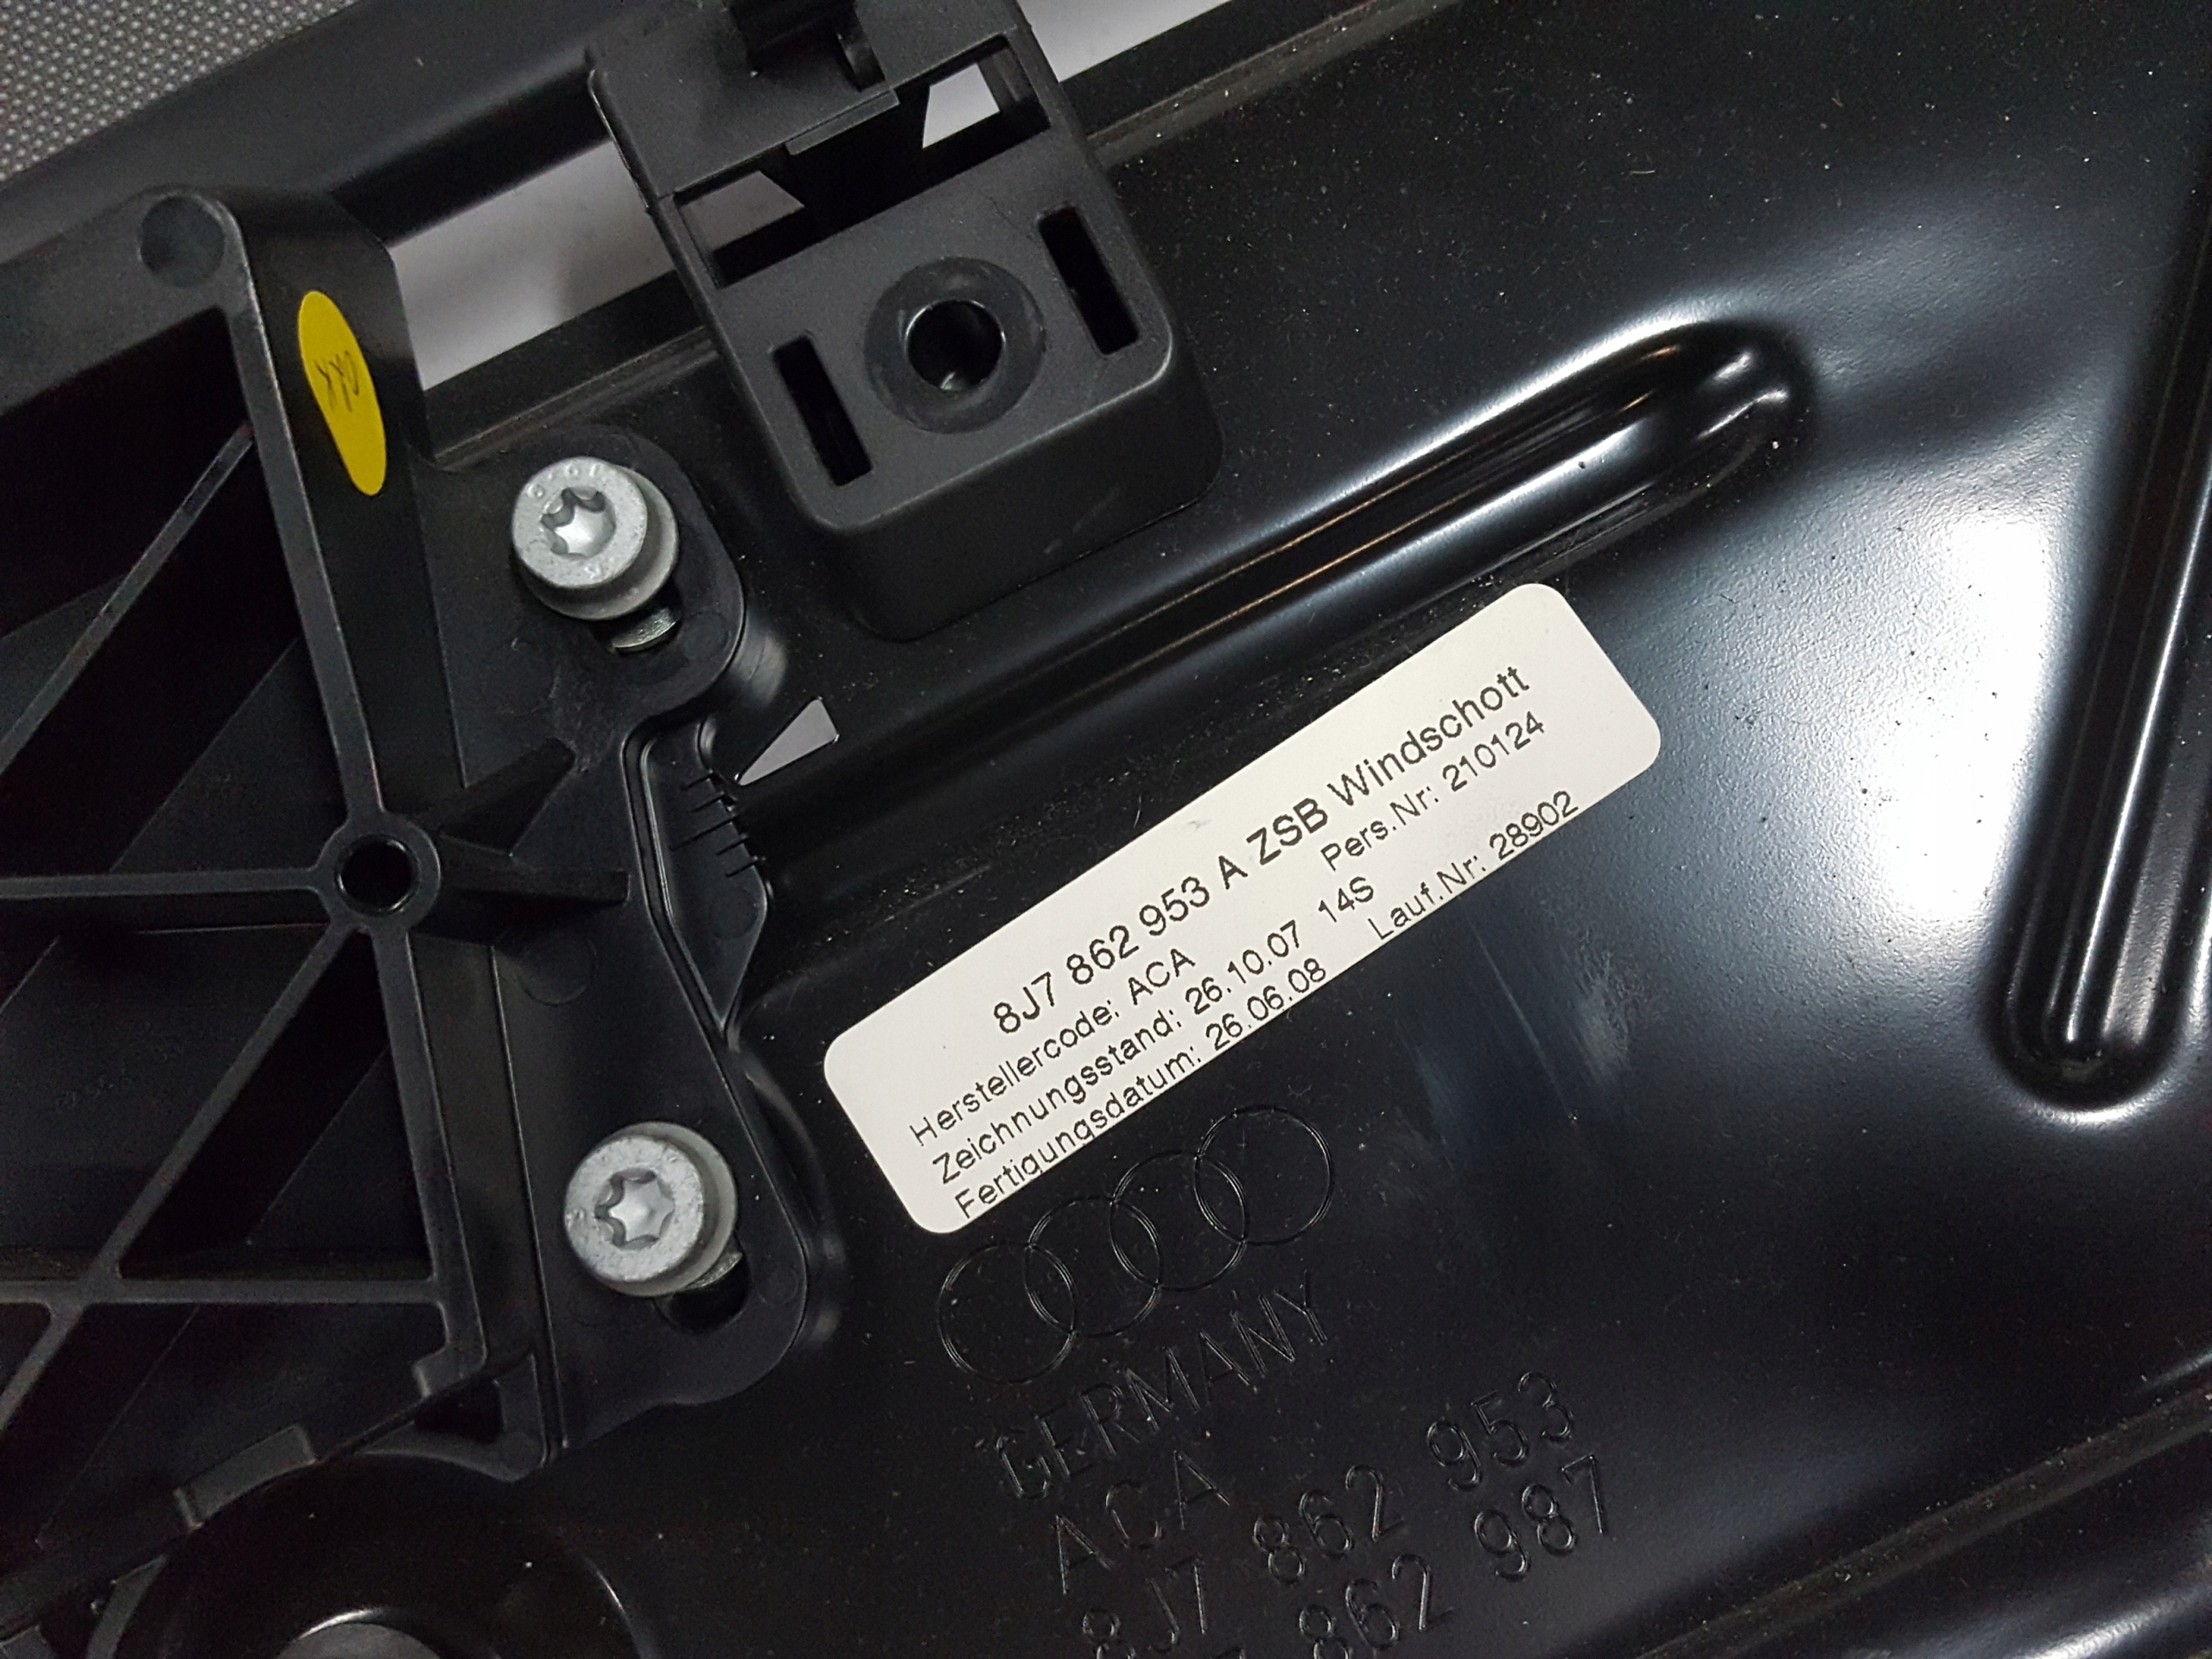 8J7 862 953 A ZSB Windschott
Herstellercode: ACA Pers.Nr: 210124
Zeichnungsstand: 26.10.07 14S
Fertigungsdatum: 26.06.08 Lauf.Nr: 28902
GERMANY
ACA
8J7 862 953
862 987